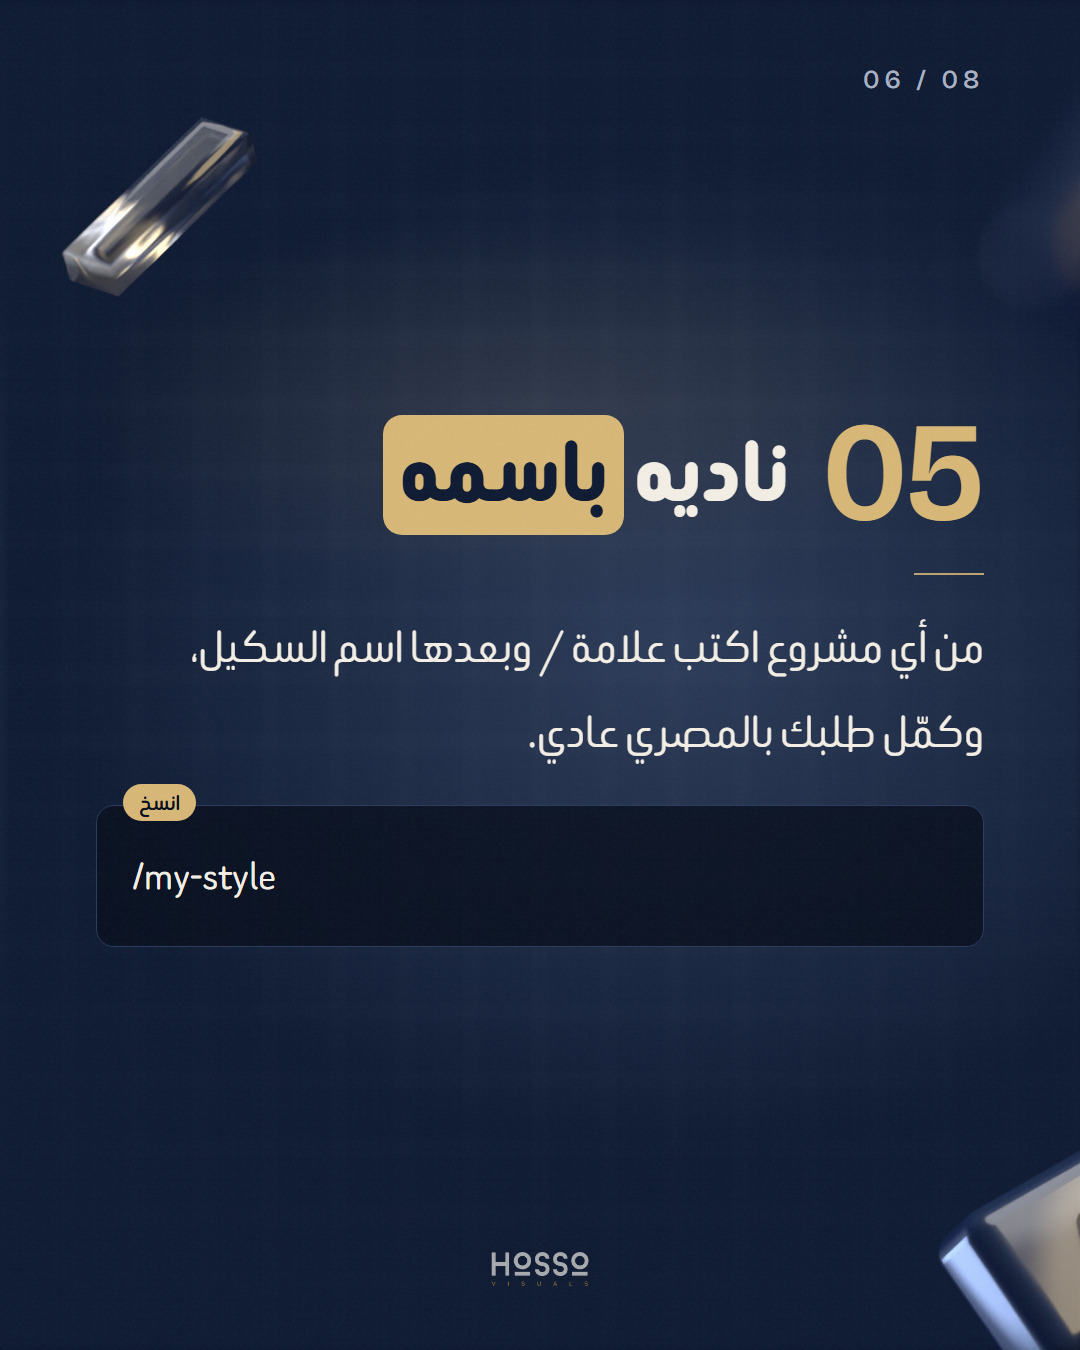 06 / 08
05 ناديه باسمه
من أي مشروع اكتب علامة / وبعدها اسم السكيل،
وكمّل طلبك بالمصري عادي.
انسخ
/my-style
HOSSO
VISUALS